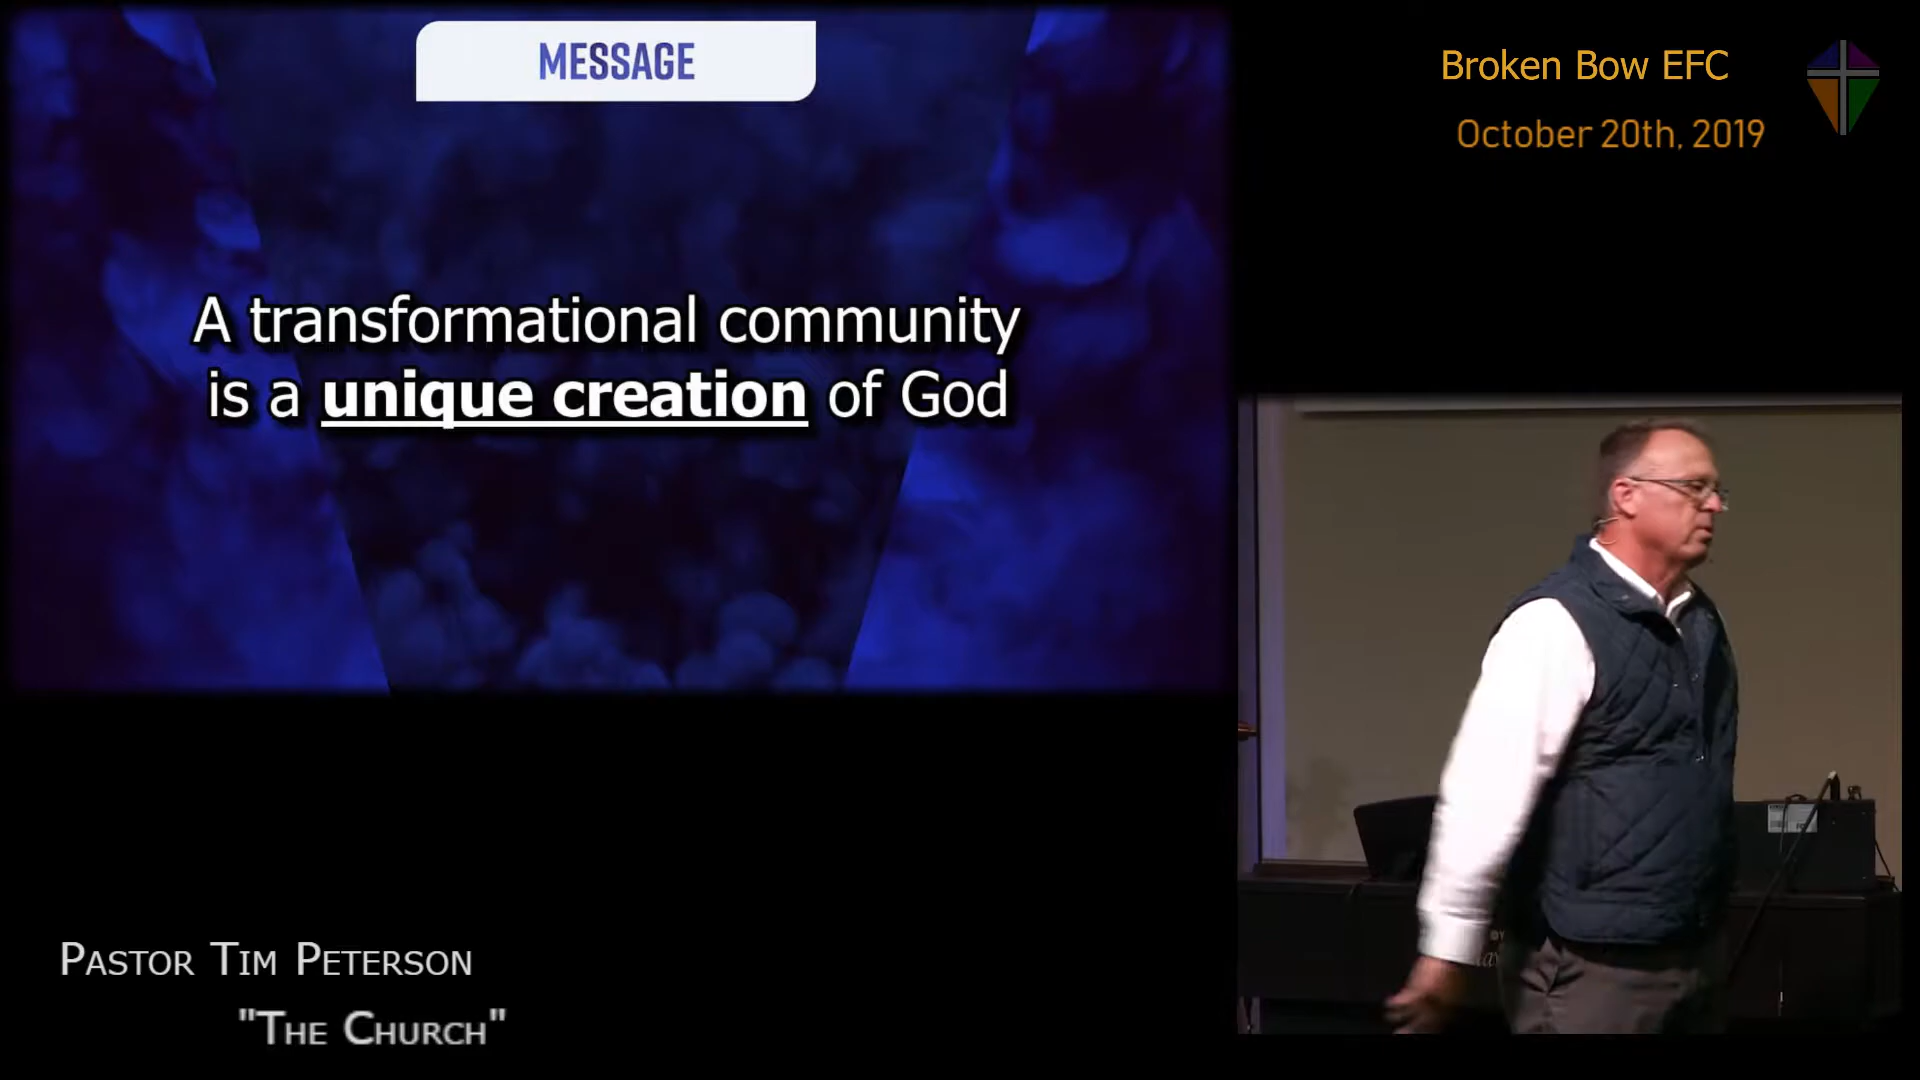 MESSAGE
A transformational community
is a unique creation of God
Broken Bow EFC
October 20th, 2019
Pastor Tim Peterson
"The Church"